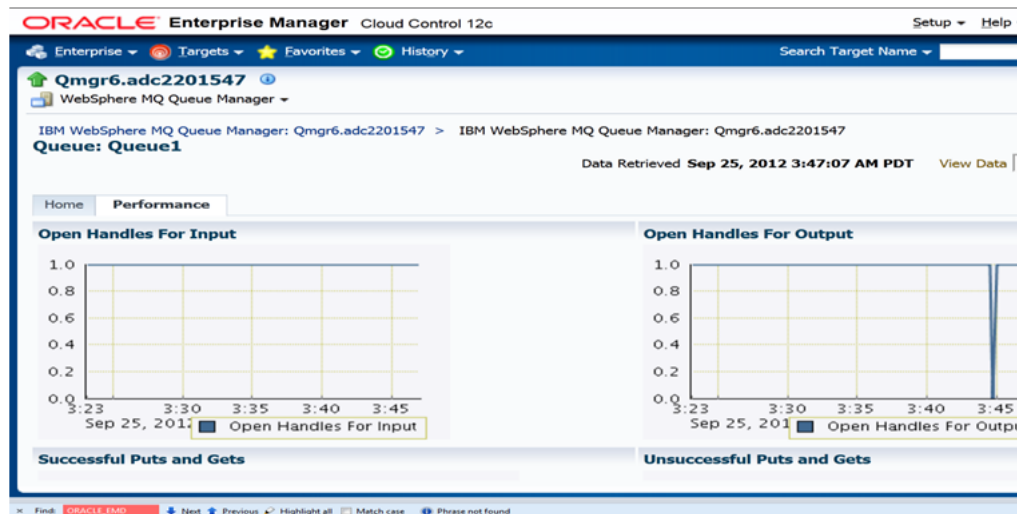 ORACLE Enterprise Manager Cloud Control 12c
Setup Help
Enterprise Targets Favorites History
Search Target Name
Qmgr6.adc2201547
WebSphere MQ Queue Manager
IBM WebSphere MQ Queue Manager: Qmgr6.adc2201547 > IBM WebSphere MQ Queue Manager: Qmgr6.adc2201547
Queue: Queue1
Data Retrieved Sep 25, 2012 3:47:07 AM PDT View Data
Home Performance
Open Handles For Input
1.0
0.8
0.6
0.4
0.2
0.0
3:23 3:30 3:35 3:40 3:45
Sep 25, 201
Open Handles For Input
Open Handles For Output
1.0
0.8
0.6
0.4
0.2
0.0
3:23 3:30 3:35 3:40 3:45
Sep 25, 201
Open Handles For Outp
Successful Puts and Gets
Unsuccessful Puts and Gets
× Find: ORACLE_EMD Next Previous Highlight all Match case Phrase not found